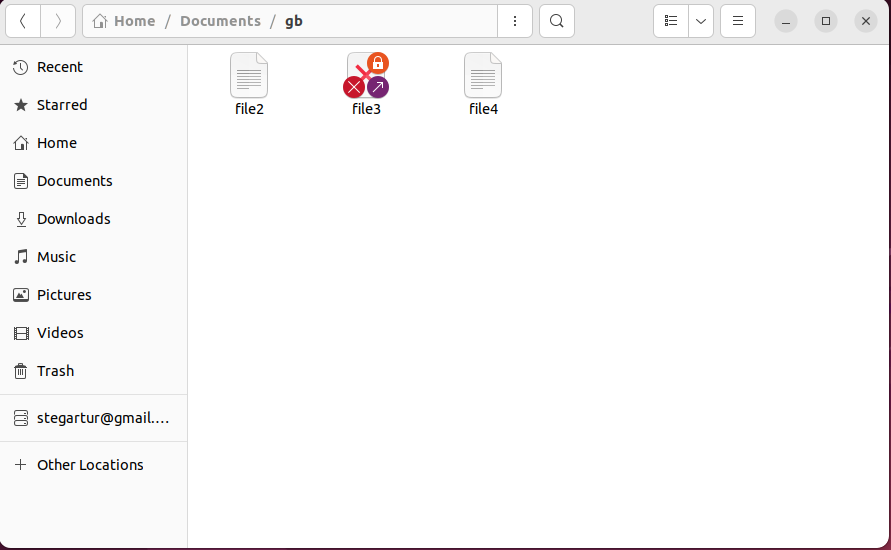 Home / Documents / gb
Recent
Starred
Home
Documents
Downloads
Music
Pictures
Videos
Trash
stegartur@gmail....
Other Locations
file2
file3
file4